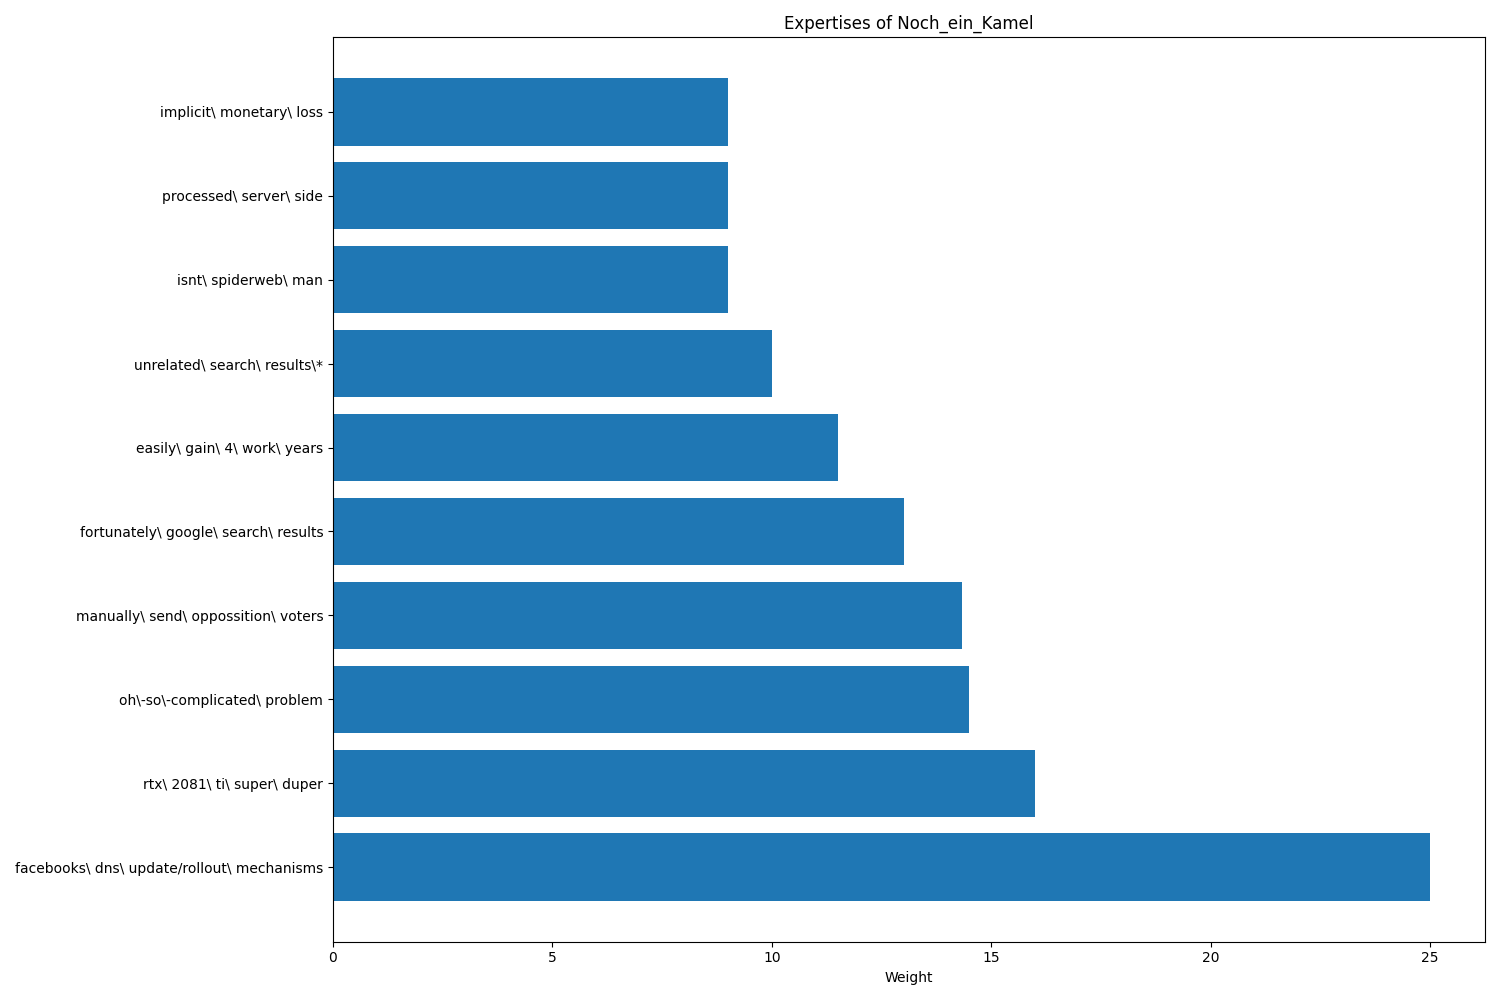 Expertises of Noch_ein_Kamel
implicit\ monetary\ loss
processed\ server\ side
isnt\ spiderweb\ man
unrelated\ search\ results\*
easily\ gain\ 4\ work\ years
fortunately\ google\ search\ results
manually\ send\ oppossition\ voters
oh\-so\-complicated\ problem
rtx\ 2081\ ti\ super\ duper
facebooks\ dns\ update/rollout\ mechanisms
0 5 10 15 20 25
Weight